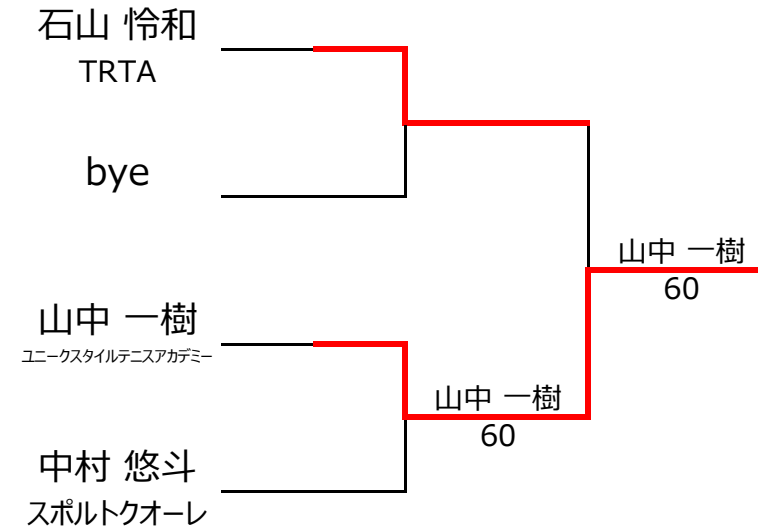 石山 怜和
TRTA
bye
山中 一樹
ユニークスタイルテニスアカデミー
中村 悠斗
スポルトクオーレ
山中 一樹
60
山中 一樹
60